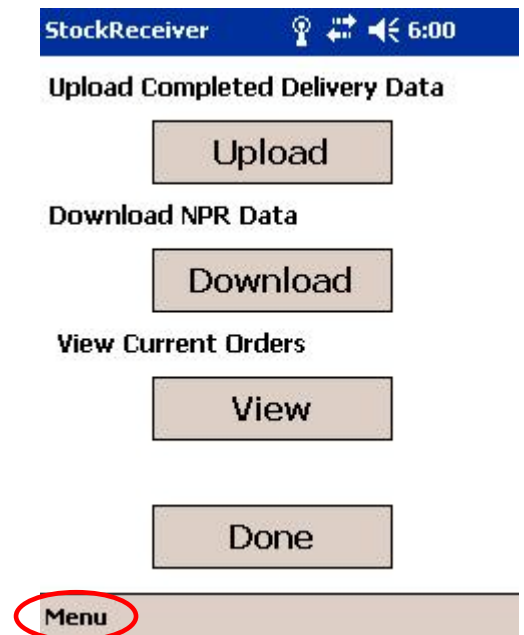 StockReceiver 6:00
Upload Completed Delivery Data
Upload
Download NPR Data
Download
View Current Orders
View
Done
Menu